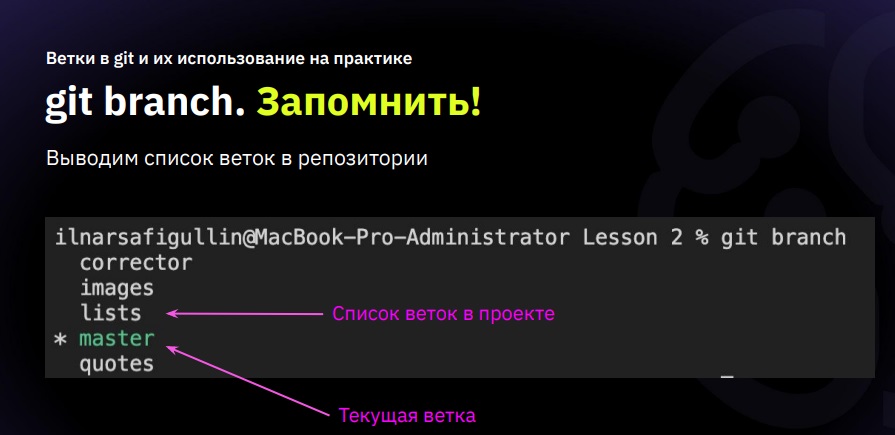 Ветки в git и их использование на практике
git branch. Запомнить!
Выводим список веток в репозитории
ilnarsafigullin@MacBook-Pro-Administrator Lesson 2 % git branch
corrector
images
lists
Список веток в проекте
* master
quotes
Текущая ветка